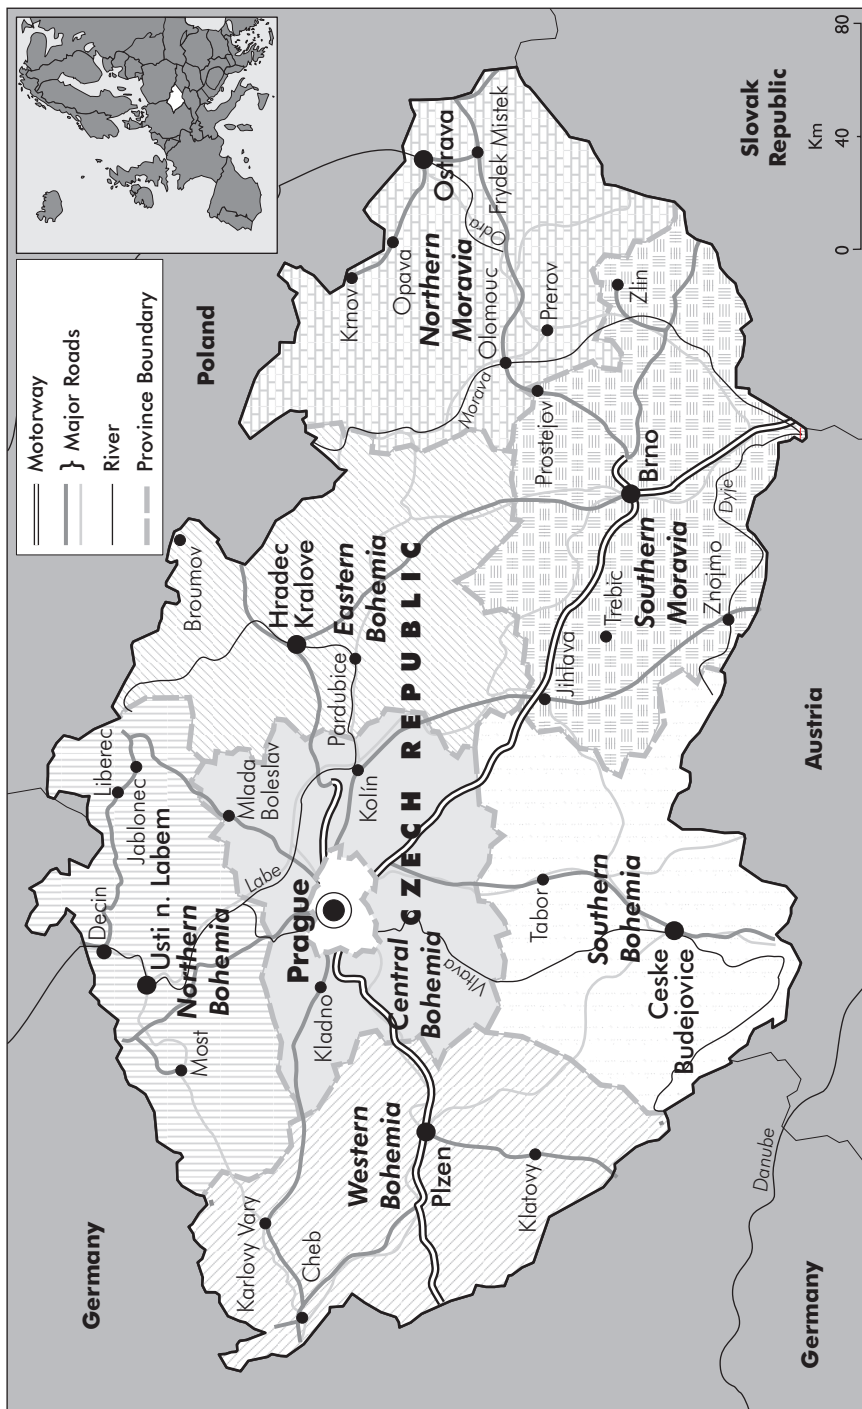 Motorway
} Major Roads
River
Province Boundary
Germany
Poland
Slovak
Republic
Austria
Germany
Km
0
40
80
CZECH REPUBLIC
Northern
Bohemia
Western
Bohemia
Central
Bohemia
Eastern
Bohemia
Southern
Bohemia
Northern
Moravia
Southern
Moravia
Prague
Decin
Usti n. Labem
Most
Liberec
Jablonec
Mlada
Boleslav
Labe
Karlovy Vary
Cheb
Kladno
Plzen
Klatovy
Kolín
Pardubice
Hradec
Kralove
Broumov
Vltava
Tabor
Ceske
Budejovice
Danube
Krnov
Opava
Ostrava
Frydek Mistek
Odra
Olomouc
Morava
Prerov
Prostejov
Zlin
Brno
Jihlava
Trebic
Znojmo
Dyje